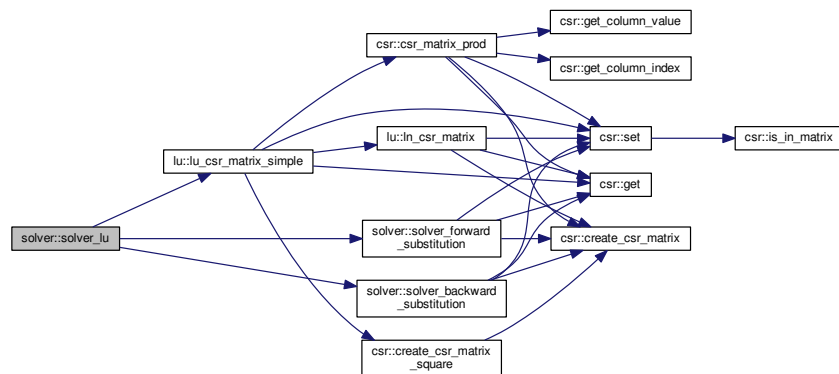 csr::get_column_value
csr::csr_matrix_prod
csr::get_column_index
lu::ln_csr_matrix
csr::set
csr::is_in_matrix
lu::lu_csr_matrix_simple
csr::get
solver::solver_lu
solver::solver_forward
_substitution
csr::create_csr_matrix
solver::solver_backward
_substitution
csr::create_csr_matrix
_square